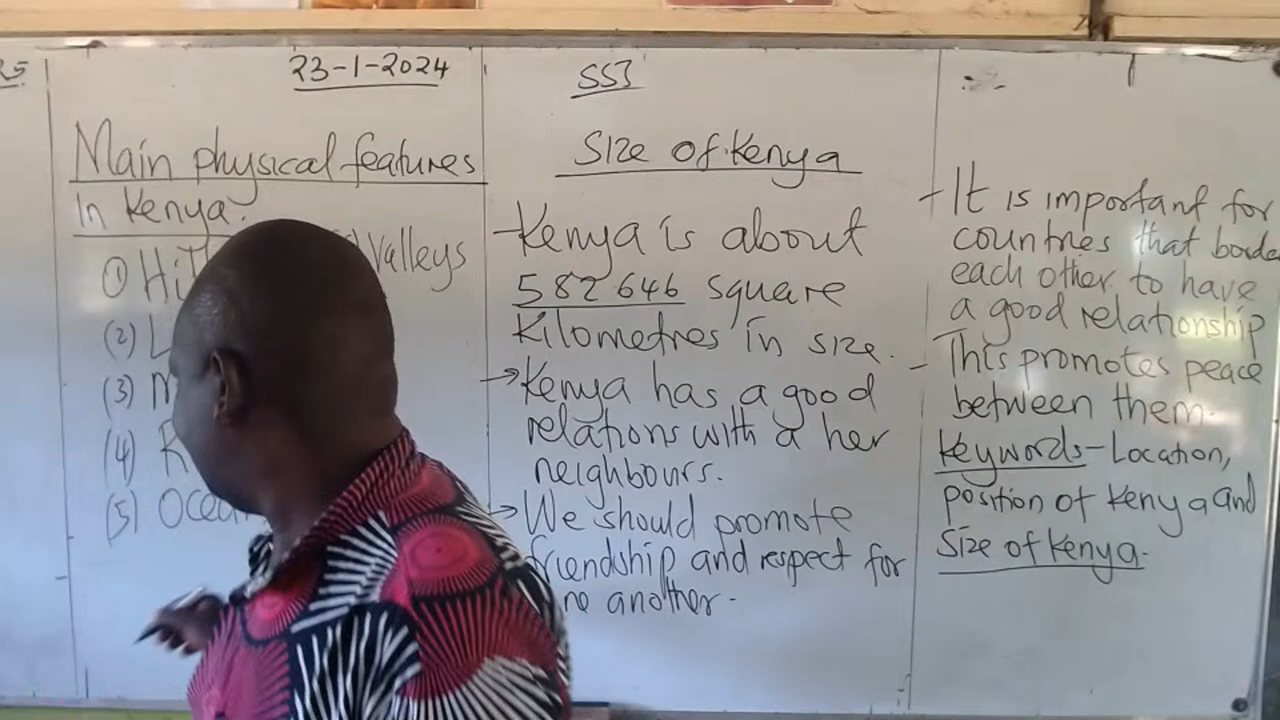 23-1-2024
Main physical features
In Kenya.
① Hi
Valleys
(2) L
(3) M
(4) R
(5) Ocean
SST
Size of Kenya
-Kenya is about
582 646 square
kilometres in size.
→Kenya has a good
relations with a her
neighbours.
→We should promote
friendship and respect for
ne another.
- It is important for
countries that borde
each other to have
a good relationship
- This promotes peace
between them.
Keywords-Location,
position of Kenya and
Size of Kenya.